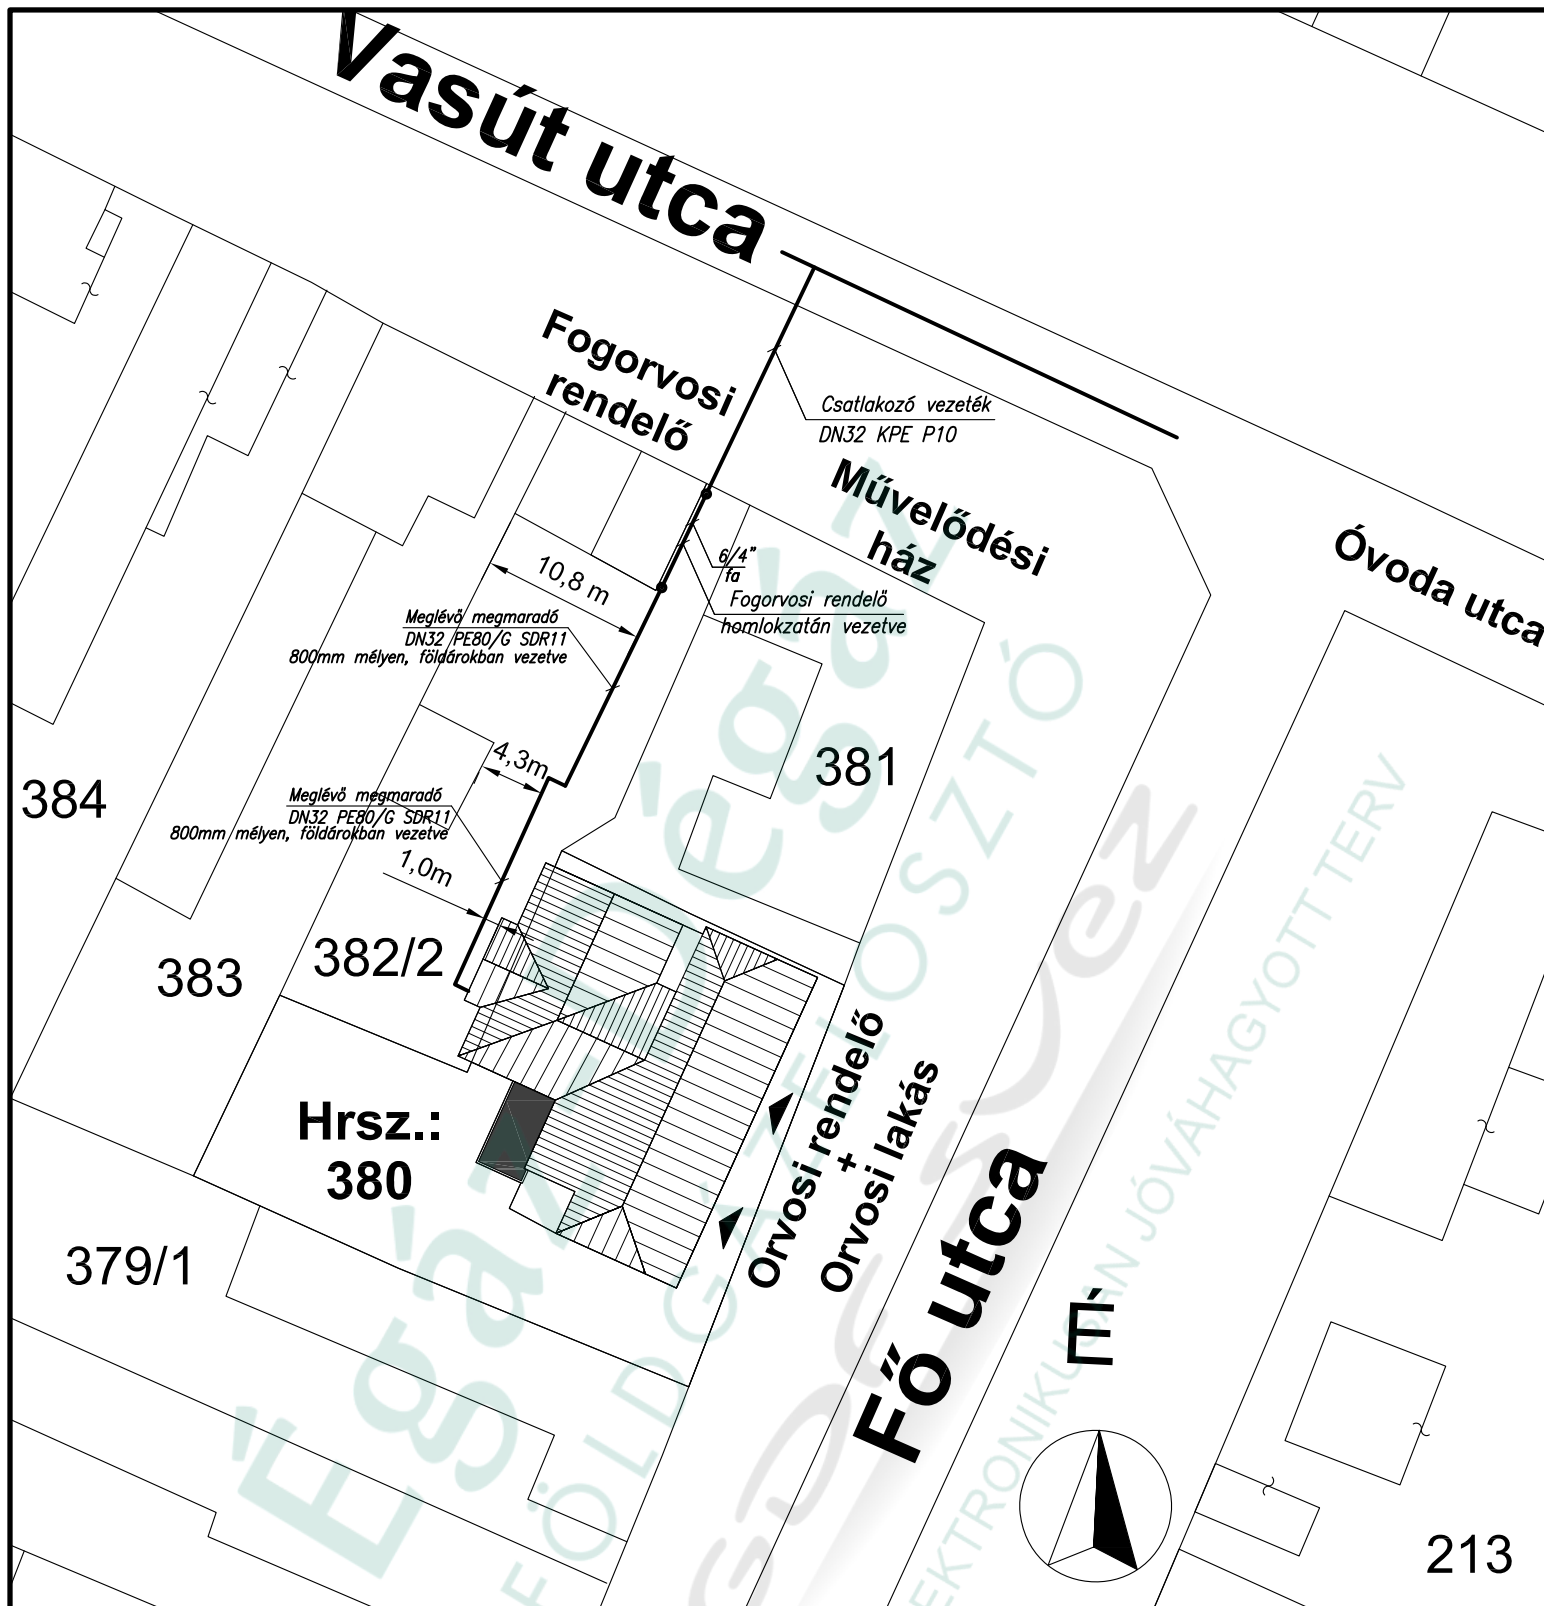 Vasút utca
Fogorvosi
rendelő
Csatlakozó vezeték
DN32 KPE P10
Művelődési
ház
Óvoda utca
6/4"
fa
Fogorvosi rendelő
homlokzatán vezetve
10,8 m
Meglévő megmaradó
DN32 PE80/G SDR11
800mm mélyen, földárokban vezetve
4,3m
381
384
Meglévő megmaradó
DN32 PE80/G SDR11
800mm mélyen, földárokban vezetve
1,0m
382/2
383
Hrsz.:
380
379/1
Orvosi rendelő
+
Orvosi lakás
Fő utca
É
213
Égáz-Dégáz
FÖLDGÁZELOSZTÓ
EKTRONIKUSAN JÓVÁHAGYOTT TERV